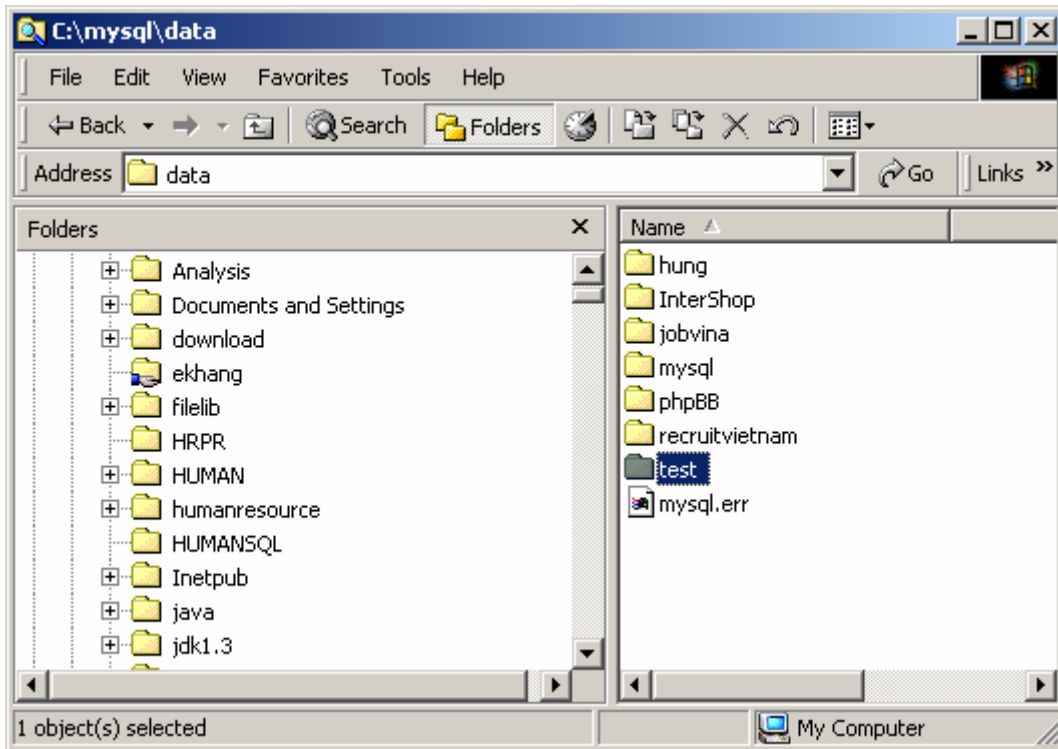 C:\mysql\data
File Edit View Favorites Tools Help
Back Search Folders
Address data Go Links »
Folders
Analysis
Documents and Settings
download
ekhang
filelib
HRPR
HUMAN
humanresource
HUMANSQL
Inetpub
java
jdk1.3
Name
hung
InterShop
jobvina
mysql
phpBB
recruitvietnam
test
mysql.err
1 object(s) selected My Computer